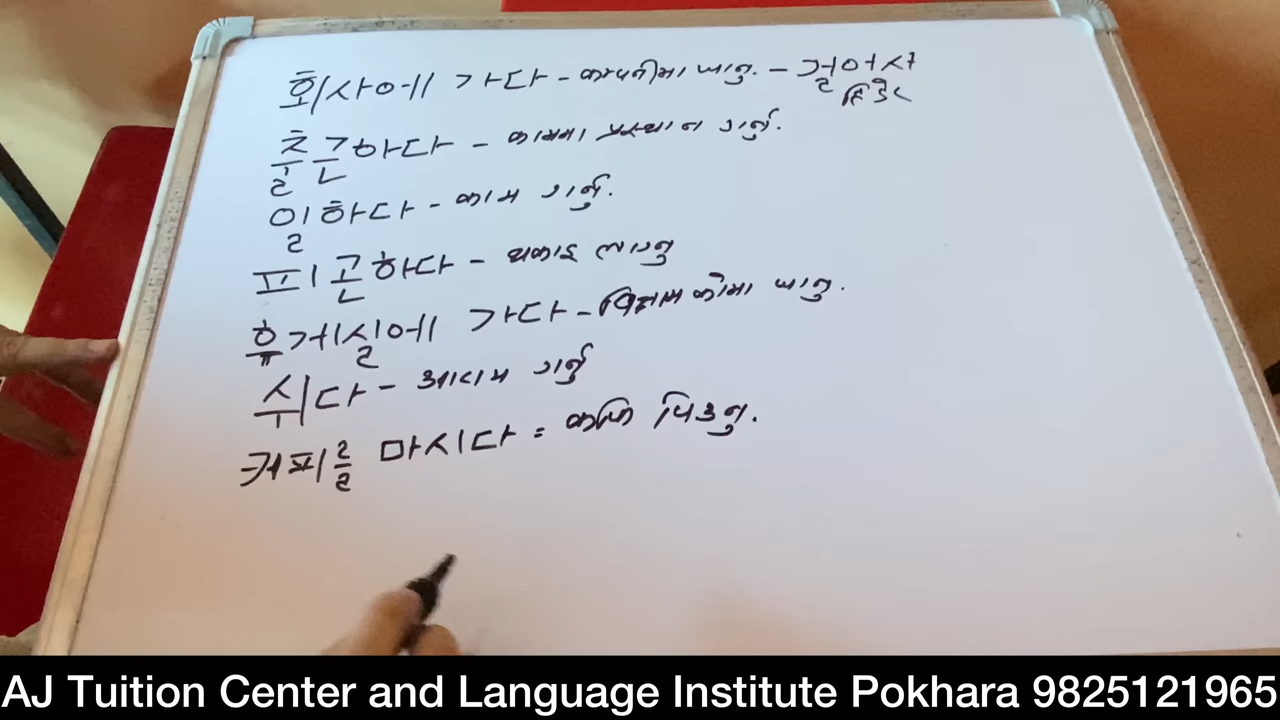 회사에 가다 - कम्पनीमा जानु. - 걸어서
हिडेर
출근하다 - काममा प्रस्थान गर्नु.
일하다 - काम गर्नु.
피곤하다 - थकाइ लाग्नु
휴게실에 가다 - विश्राम कोमा जानु.
쉬다 - आराम गर्नु
커피를 마시다 = कफि पिउनु.
AJ Tuition Center and Language Institute Pokhara 9825121965